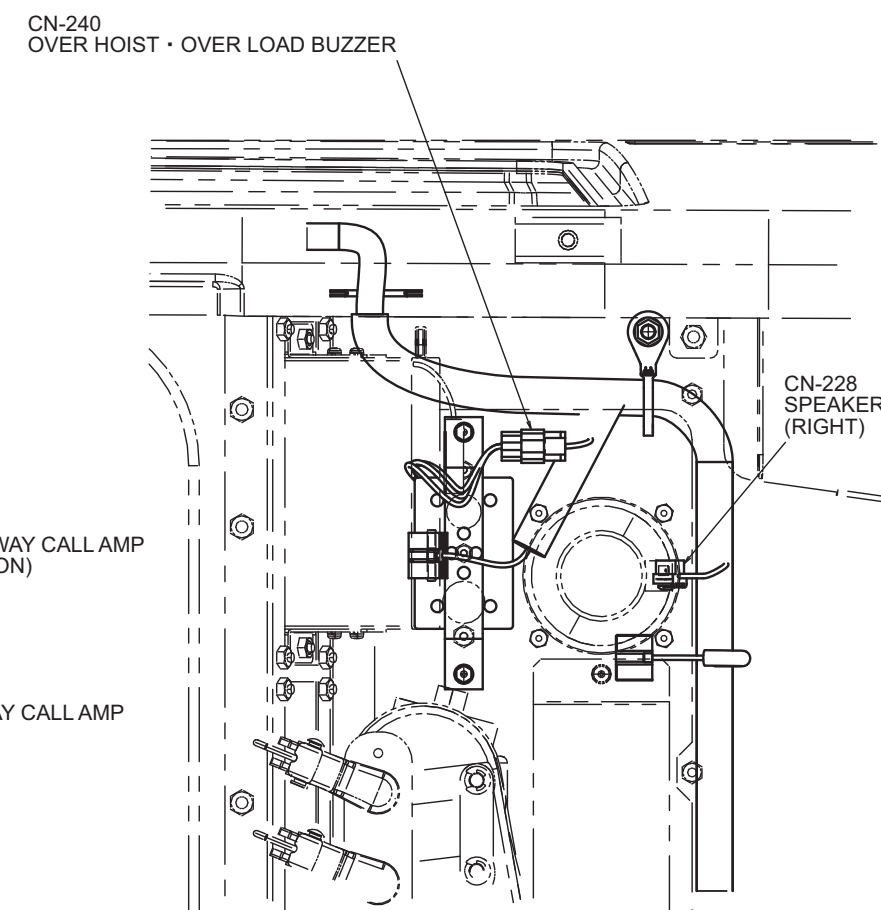 CN-240
OVER HOIST・OVER LOAD BUZZER
CN-228
SPEAKER
(RIGHT)
WAY CALL AMP
ON)
AY CALL AMP